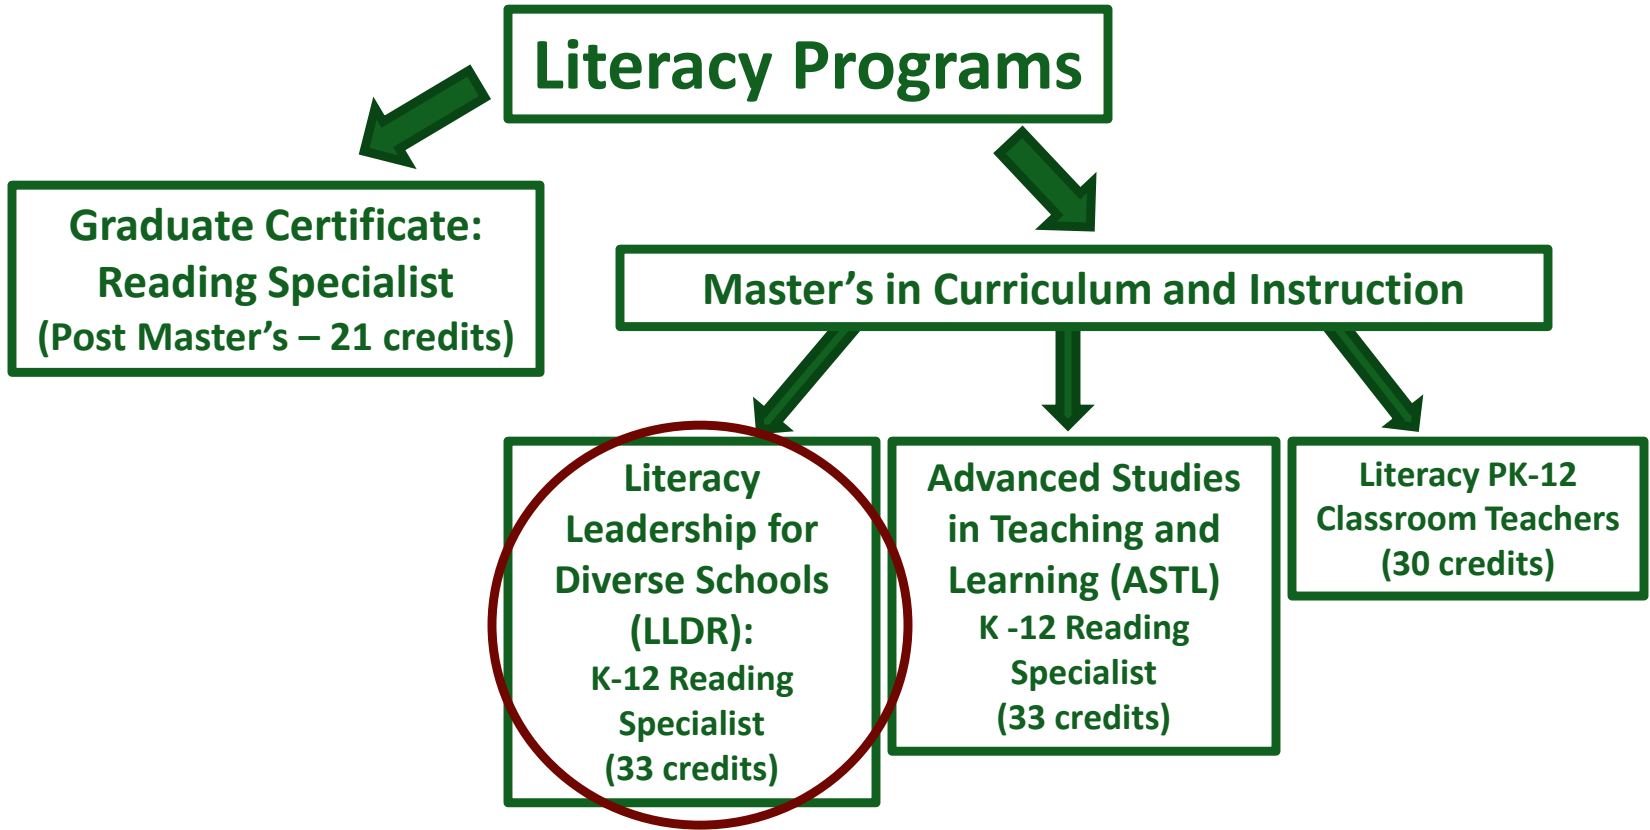 Literacy Programs
Graduate Certificate:
Reading Specialist
(Post Master’s – 21 credits)
Master’s in Curriculum and Instruction
Literacy
Leadership for
Diverse Schools
(LLDR):
K-12 Reading
Specialist
(33 credits)
Advanced Studies
in Teaching and
Learning (ASTL)
K -12 Reading
Specialist
(33 credits)
Literacy PK-12
Classroom Teachers
(30 credits)